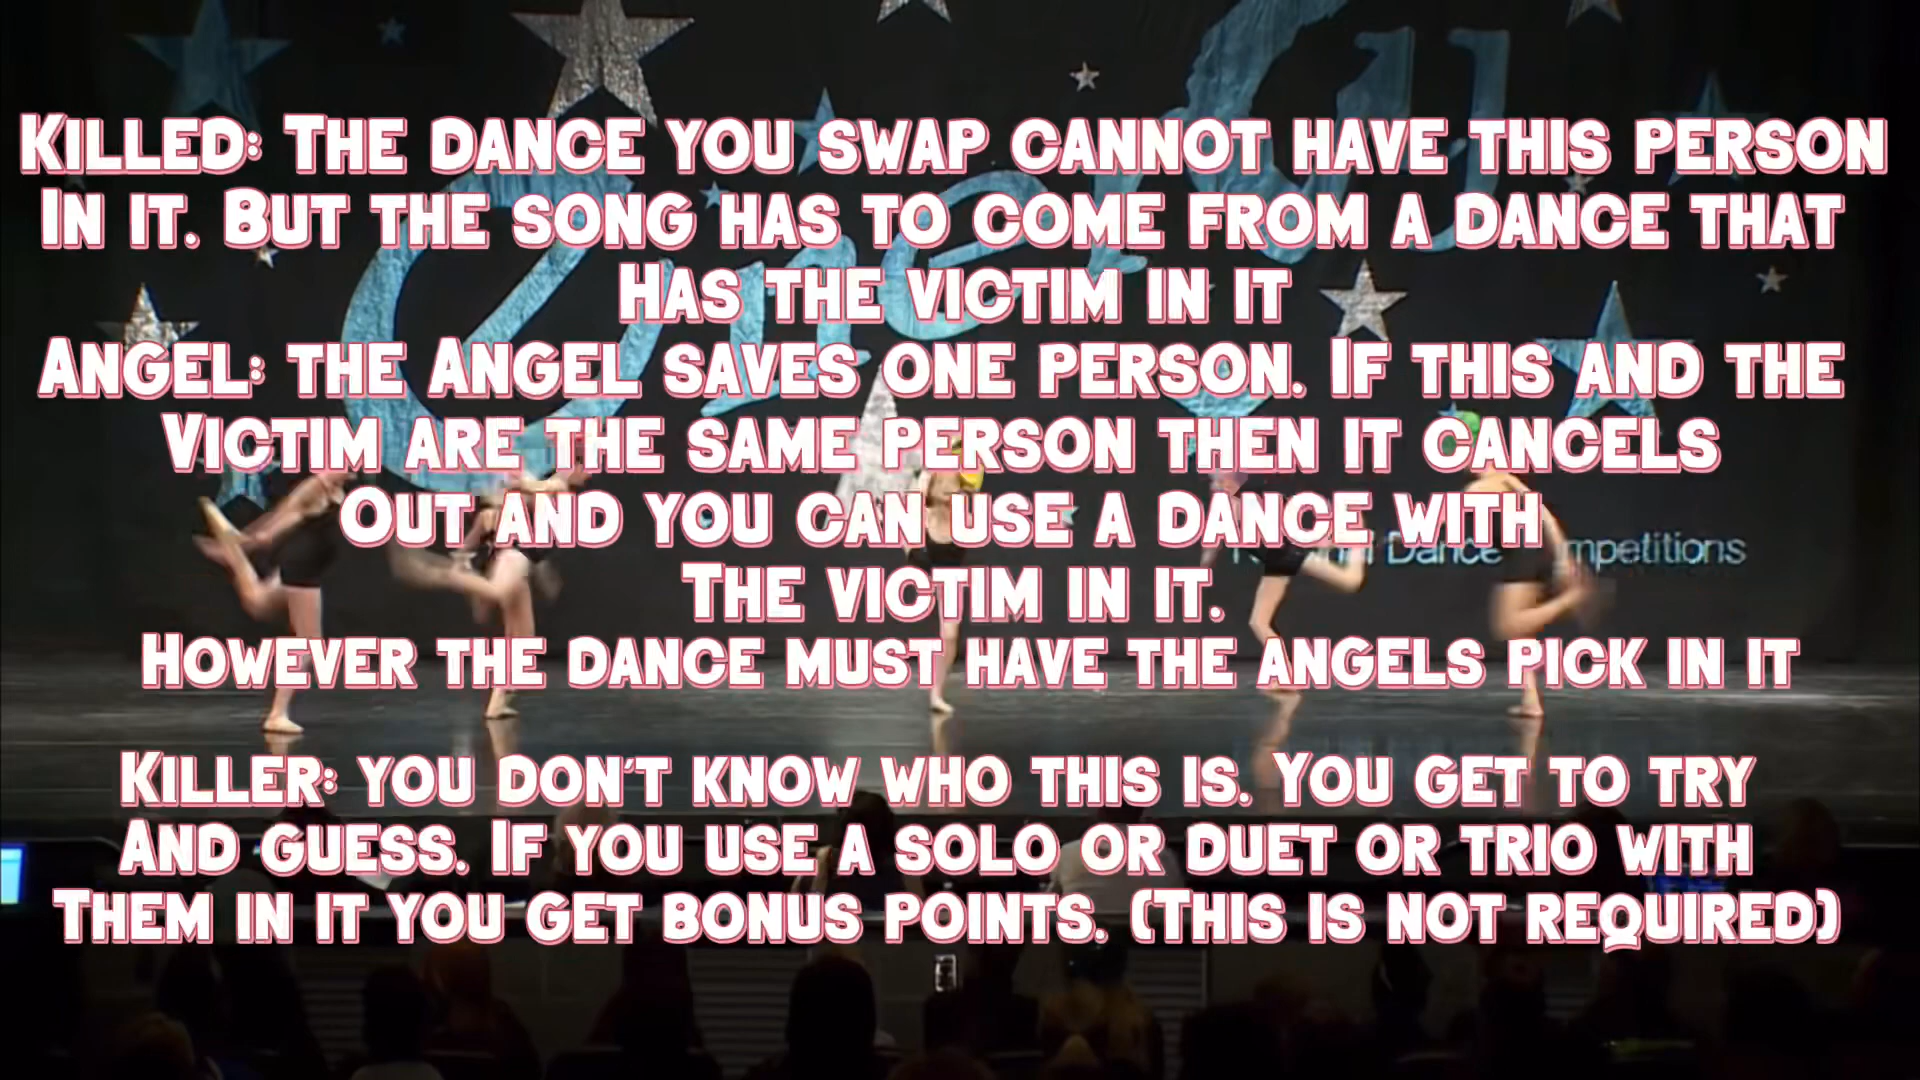 Killed: The dance you swap cannot have this person
In it. But the song has to come from a dance that
Has the victim in it
Angel: the Angel saves one person. If this and the
Victim are the same person then it cancels
Out and you can use a dance with
The victim in it.
However the dance must have the angels pick in it
Killer: you don't know who this is. You get to try
And guess. If you use a solo or duet or trio with
Them in it you get bonus points. (This is not required)
Energy
Dance